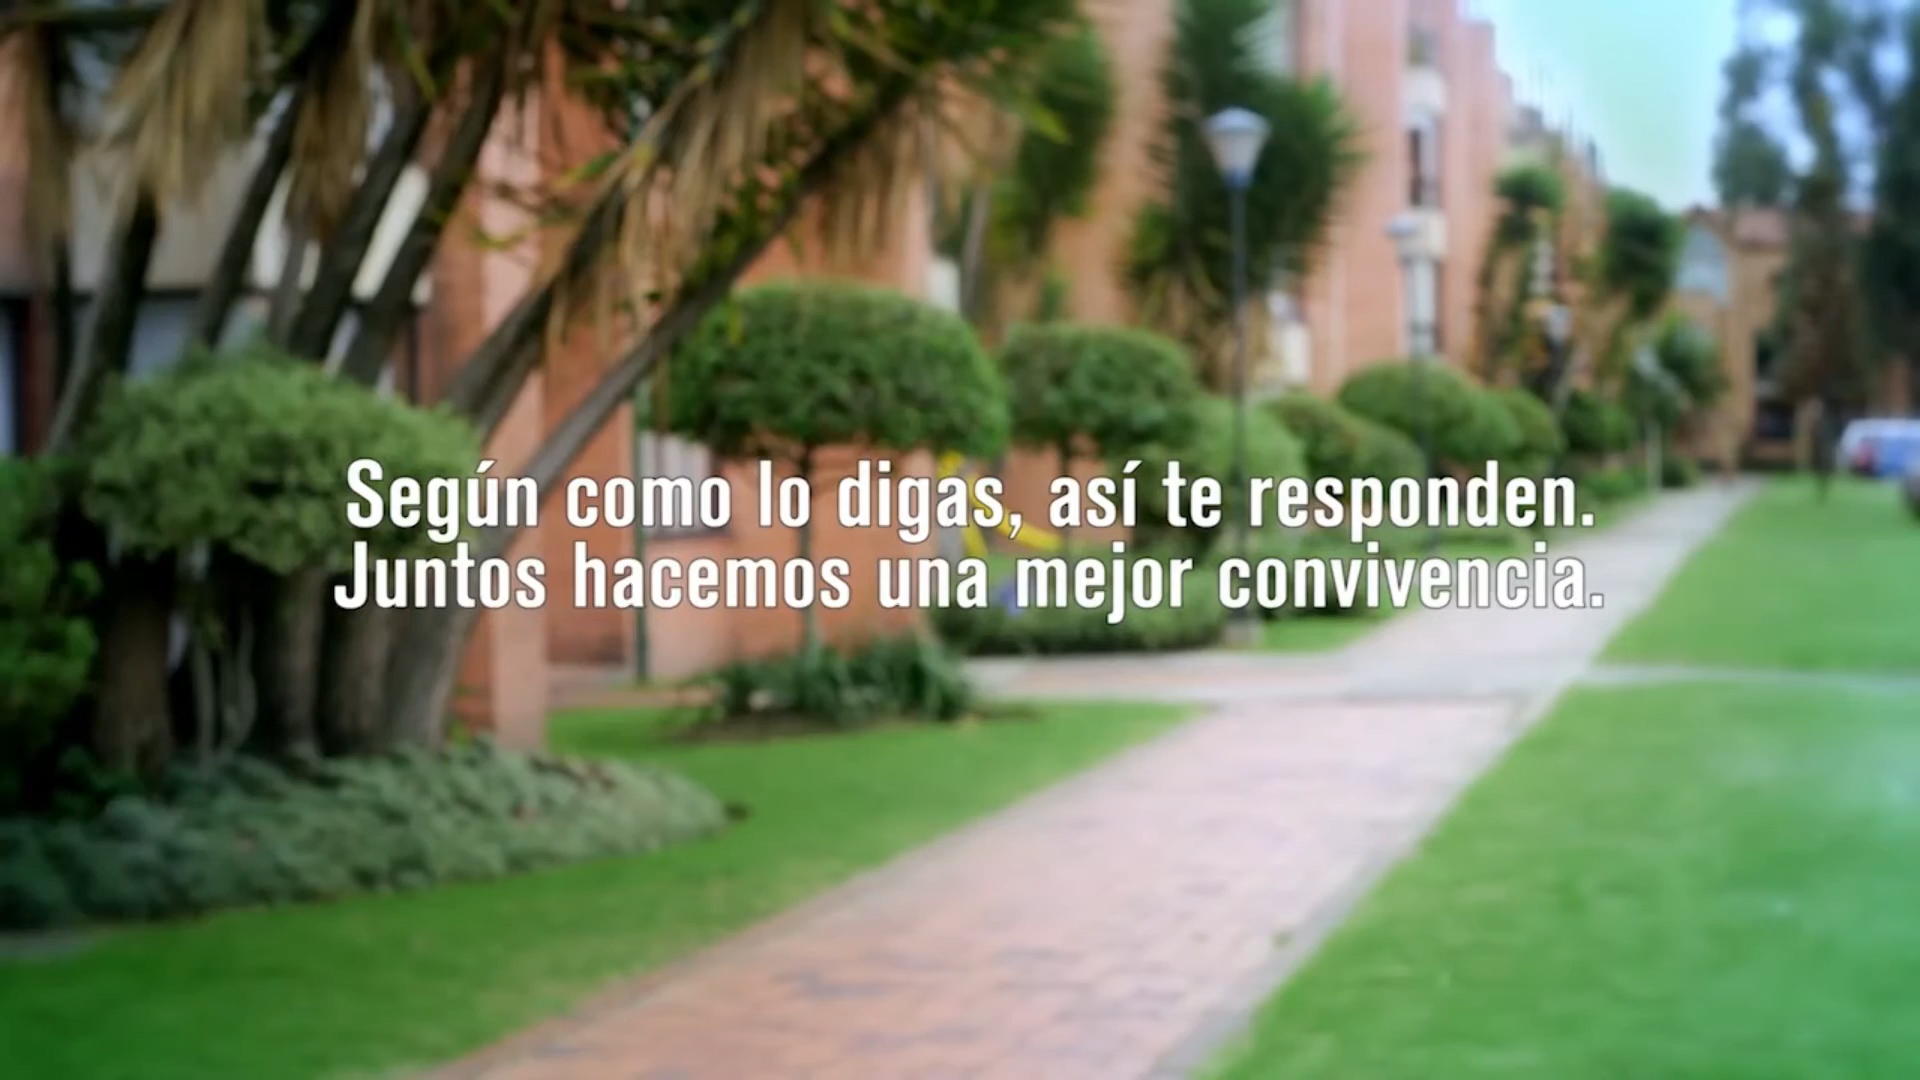 Según como lo digas, así te responden.
Juntos hacemos una mejor convivencia.